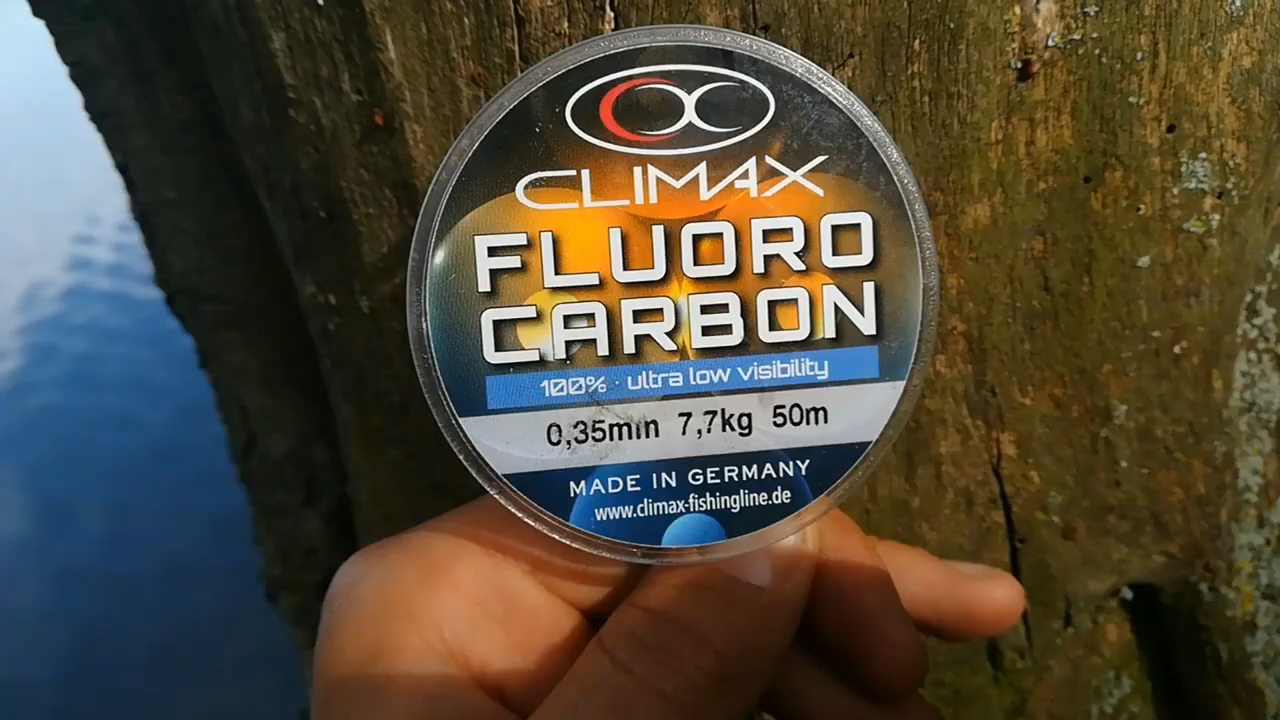 CLIMAX
FLUORO
CARBON
100% · ultra low visibility
0,35mm 7,7kg 50m
MADE IN GERMANY
www.climax-fishingline.de